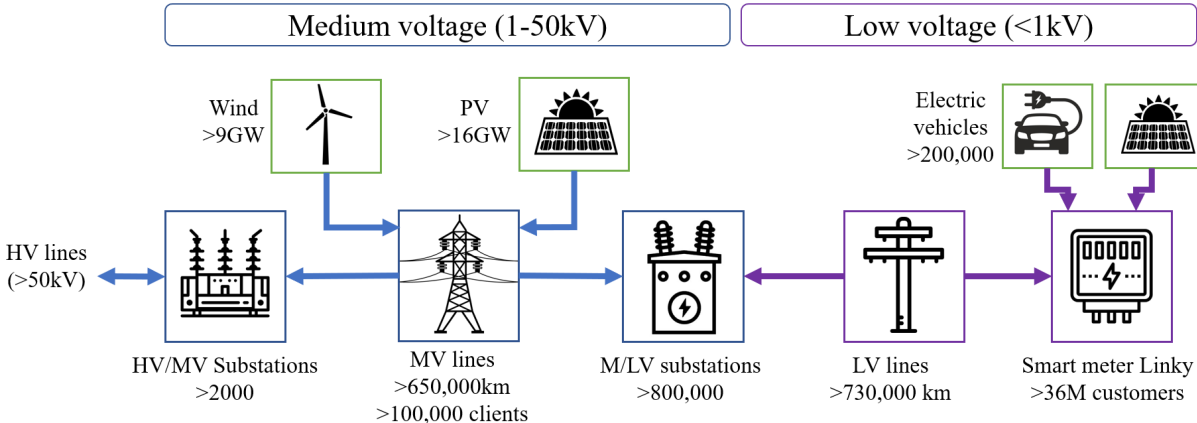 Medium voltage (1-50kV)
Low voltage (<1kV)
Wind
>9GW
PV
>16GW
Electric
vehicles
>200,000
HV lines
(>50kV)
HV/MV Substations
>2000
MV lines
>650,000km
>100,000 clients
M/LV substations
>800,000
LV lines
>730,000 km
Smart meter Linky
>36M customers